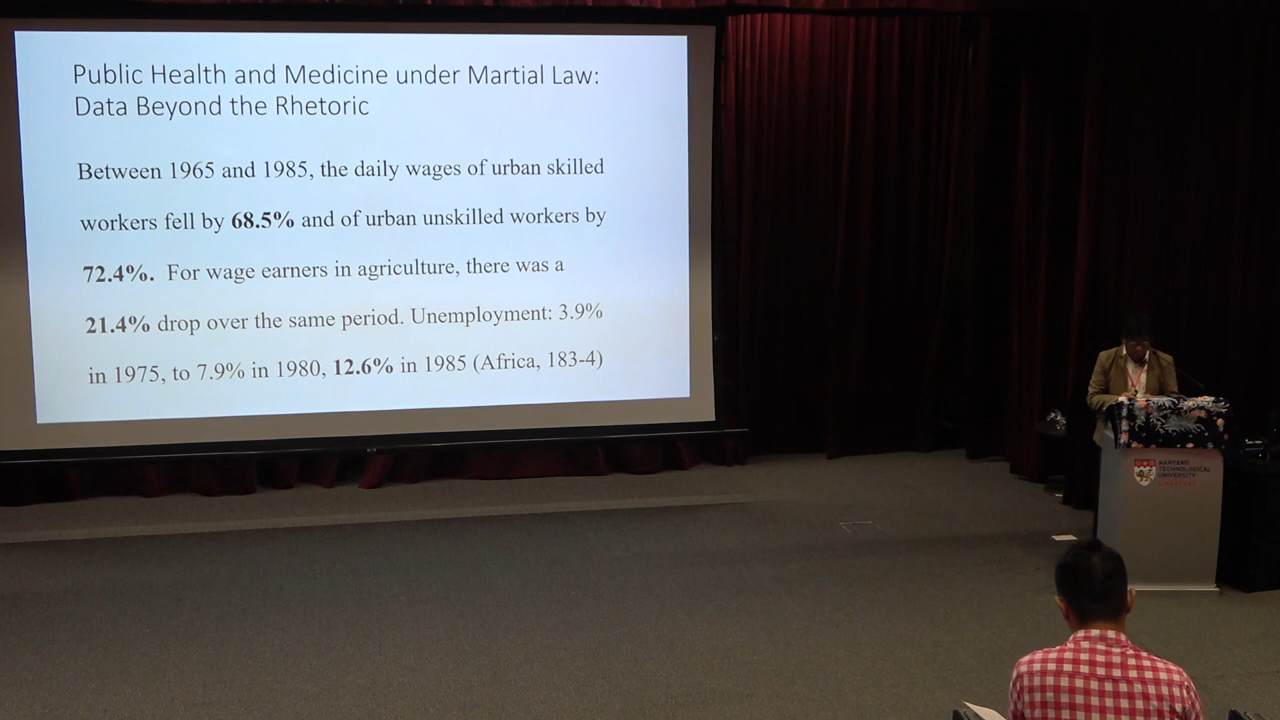 Public Health and Medicine under Martial Law:
Data Beyond the Rhetoric
Between 1965 and 1985, the daily wages of urban skilled
workers fell by 68.5% and of urban unskilled workers by
72.4%. For wage earners in agriculture, there was a
21.4% drop over the same period. Unemployment: 3.9%
in 1975, to 7.9% in 1980, 12.6% in 1985 (Africa, 183-4)
NANYANG
TECHNOLOGICAL
UNIVERSITY
SINGAPORE